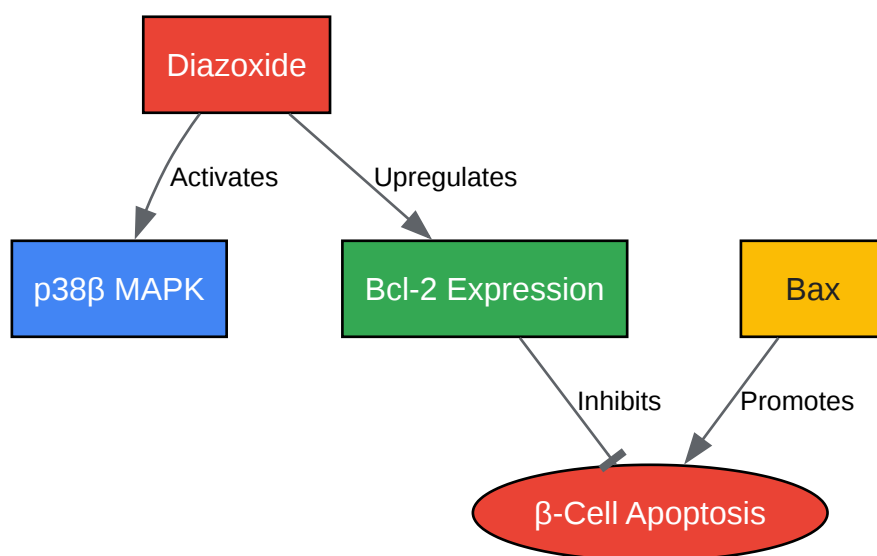 Diazoxide
Activates
Upregulates
p38β MAPK
Bcl-2 Expression
Bax
Inhibits
Promotes
β-Cell Apoptosis